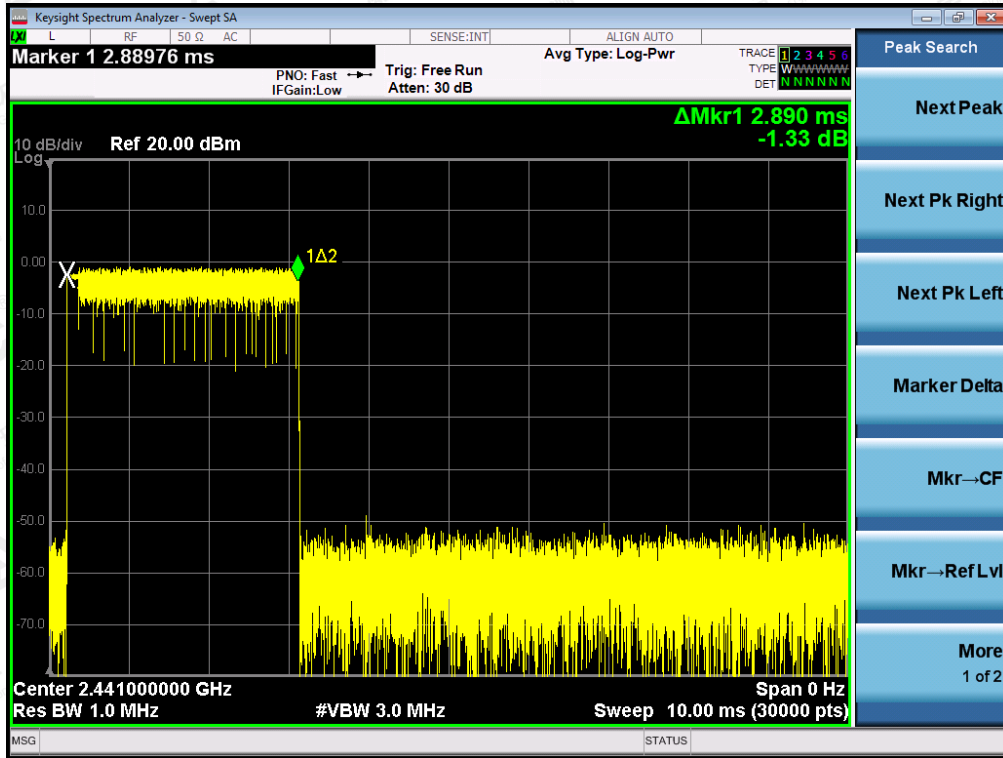 Keysight Spectrum Analyzer - Swept SA
LXI L RF 50 Ω AC SENSE:INT ALIGN AUTO
Marker 1 2.88976 ms
PNO: Fast
IFGain:Low
Trig: Free Run
Atten: 30 dB
Avg Type: Log-Pwr
TRACE 1 2 3 4 5 6
TYPE W W W W W W
DET N N N N N N
ΔMkr1 2.890 ms
-1.33 dB
10 dB/div Ref 20.00 dBm
Log
10.0
0.00
-10.0
-20.0
-30.0
-40.0
-50.0
-60.0
-70.0
X
1Δ2
Center 2.441000000 GHz Span 0 Hz
Res BW 1.0 MHz #VBW 3.0 MHz Sweep 10.00 ms (30000 pts)
MSG STATUS
Peak Search
Next Peak
Next Pk Right
Next Pk Left
Marker Delta
Mkr→CF
Mkr→Ref Lvl
More
1 of 2